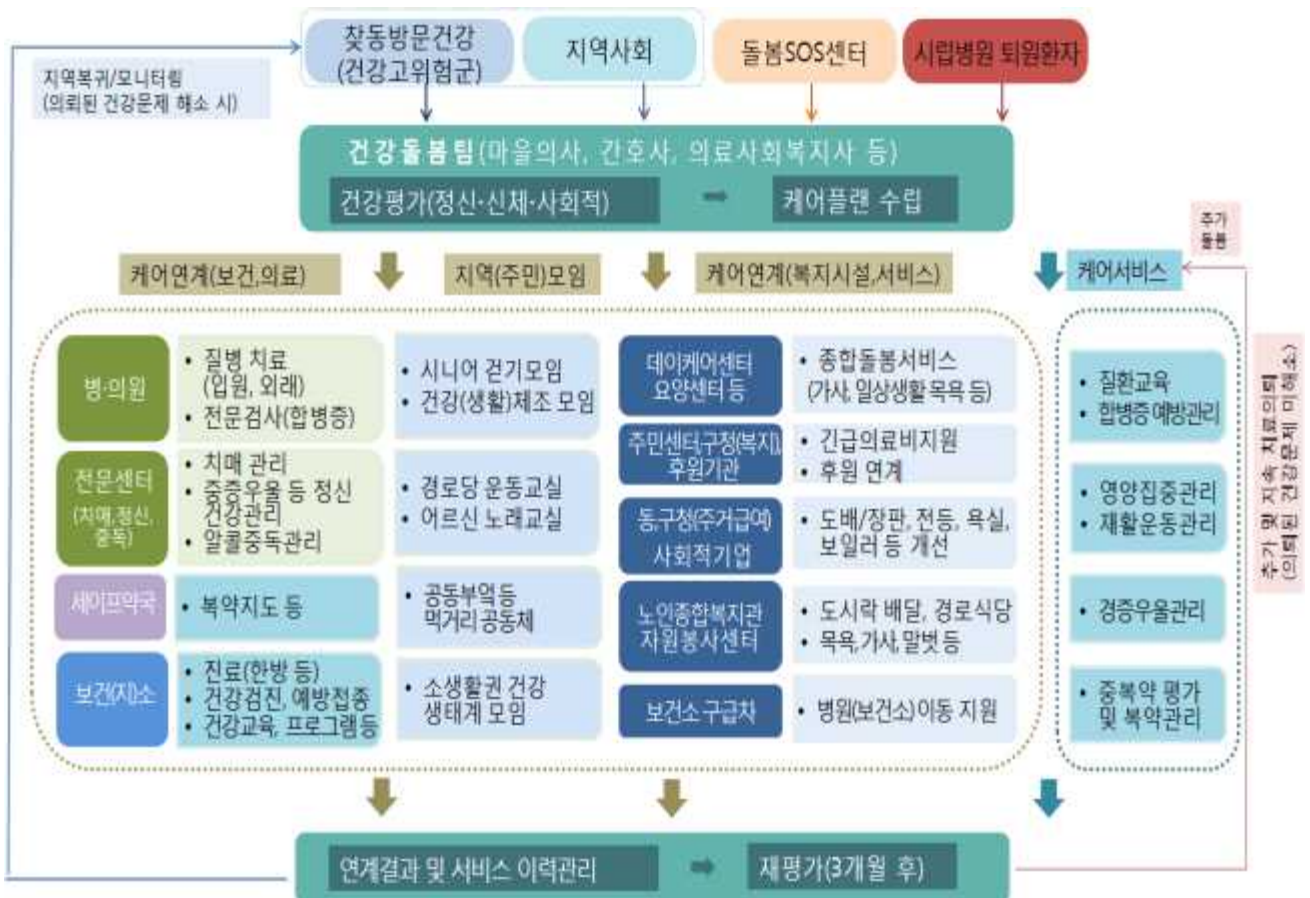 찾동방문건강
(건강고위험군)
지역사회
돌봄SOS센터
시립병원 퇴원환자
지역복귀/모니터링
(의뢰된 건강문제 해소 시)
건강돌봄팀(마을의사, 간호사, 의료사회복지사 등)
건강평가(정신·신체·사회적)
케어플랜 수립
추가
돌봄
케어연계(보건,의료)
지역(주민)모임
케어연계(복지시설,서비스)
케어서비스
병·의원
• 질병 치료
(입원, 외래)
• 전문검사(합병증)
• 시니어 걷기모임
• 건강(생활)체조 모임
데이케어센터
요양센터 등
• 종합돌봄서비스
(가사, 일상생활 목욕 등)
• 질환교육
• 합병증 예방관리
전문센터
(치매,정신,
중독)
• 치매 관리
• 중증우울 등 정신
건강관리
• 알콜중독관리
• 경로당 운동교실
• 어르신 노래교실
주민센터,구청(복지),
후원기관
• 긴급의료비지원
• 후원 연계
동,구청(주거급여)
사회적기업
• 도배/장판, 전등, 욕실,
보일러 등 개선
• 영양집중관리
• 재활운동관리
세이프약국
• 복약지도 등
• 공동부엌 등
먹거리 공동체
노인종합복지관
자원봉사센터
• 도시락 배달, 경로식당
• 목욕,가사, 말벗 등
• 경증우울관리
보건(지)소
• 진료(한방 등)
• 건강검진, 예방접종
• 건강교육, 프로그램 등
• 소생활권 건강
생태계 모임
보건소 구급차
• 병원(보건소) 이동 지원
• 중복약 평가
및 복약관리
추가 및 지속 치료의뢰
(의뢰된 건강문제 미해소)
연계결과 및 서비스 이력관리
재평가(3개월 후)